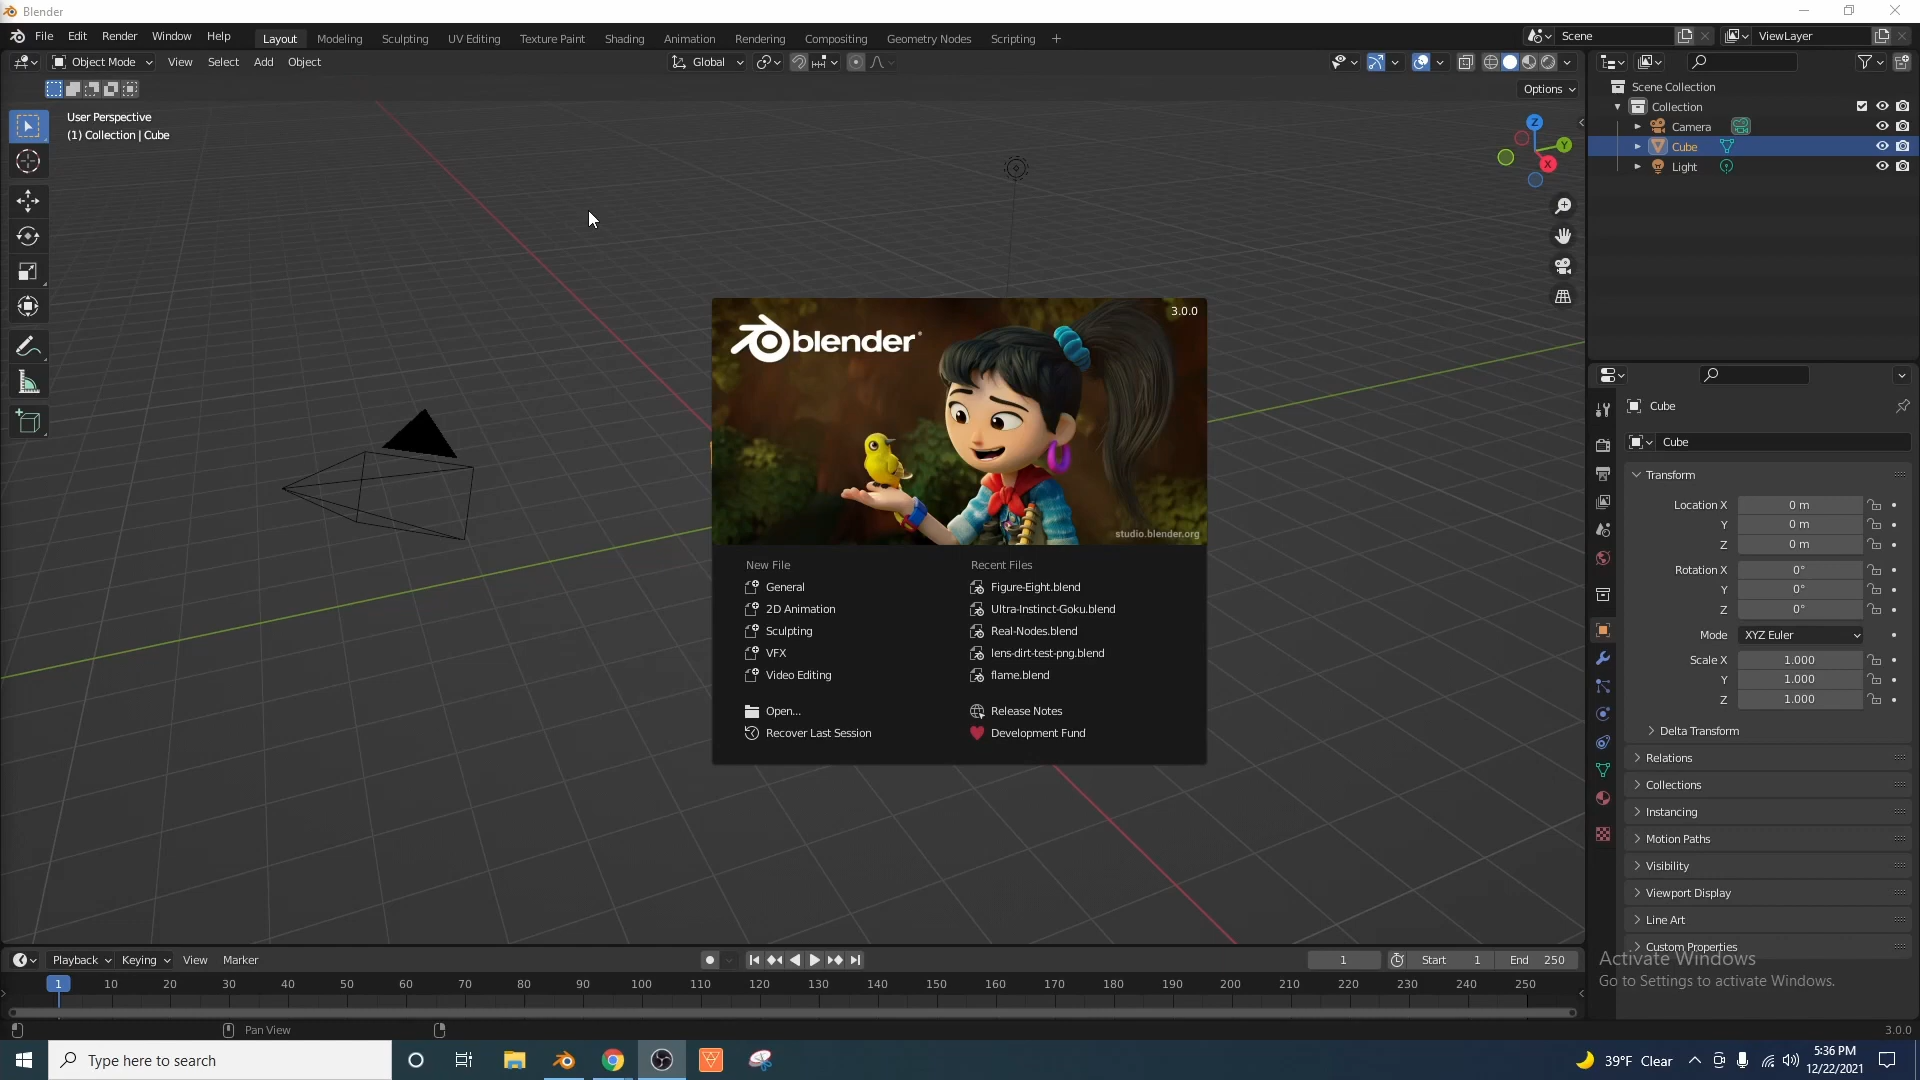 Blender
File Edit Render Window Help Layout Modeling Sculpting UV Editing Texture Paint Shading Animation Rendering Compositing Geometry Nodes Scripting + Scene ViewLayer
Object Mode View Select Add Object Global
Options
User Perspective
(1) Collection | Cube
Z
Y
X
Scene Collection
Collection
Camera
Cube
Light
3.0.0
blender
studio.blender.org
New File
General
2D Animation
Sculpting
VFX
Video Editing
Open...
Recover Last Session
Recent Files
Figure-Eight.blend
Ultra-Instinct-Goku.blend
Real-Nodes.blend
lens-dirt-test-png.blend
flame.blend
Release Notes
Development Fund
Cube
Cube
Transform
Location X 0 m
Y 0 m
Z 0 m
Rotation X 0°
Y 0°
Z 0°
Mode XYZ Euler
Scale X 1.000
Y 1.000
Z 1.000
Delta Transform
Relations
Collections
Instancing
Motion Paths
Visibility
Viewport Display
Line Art
Custom Properties
Activate Windows
Go to Settings to activate Windows.
Playback Keying View Marker 1 Start 1 End 250
1 10 20 30 40 50 60 70 80 90 100 110 120 130 140 150 160 170 180 190 200 210 220 230 240 250
Pan View 3.0.0
Type here to search
39°F Clear
5:36 PM
12/22/2021